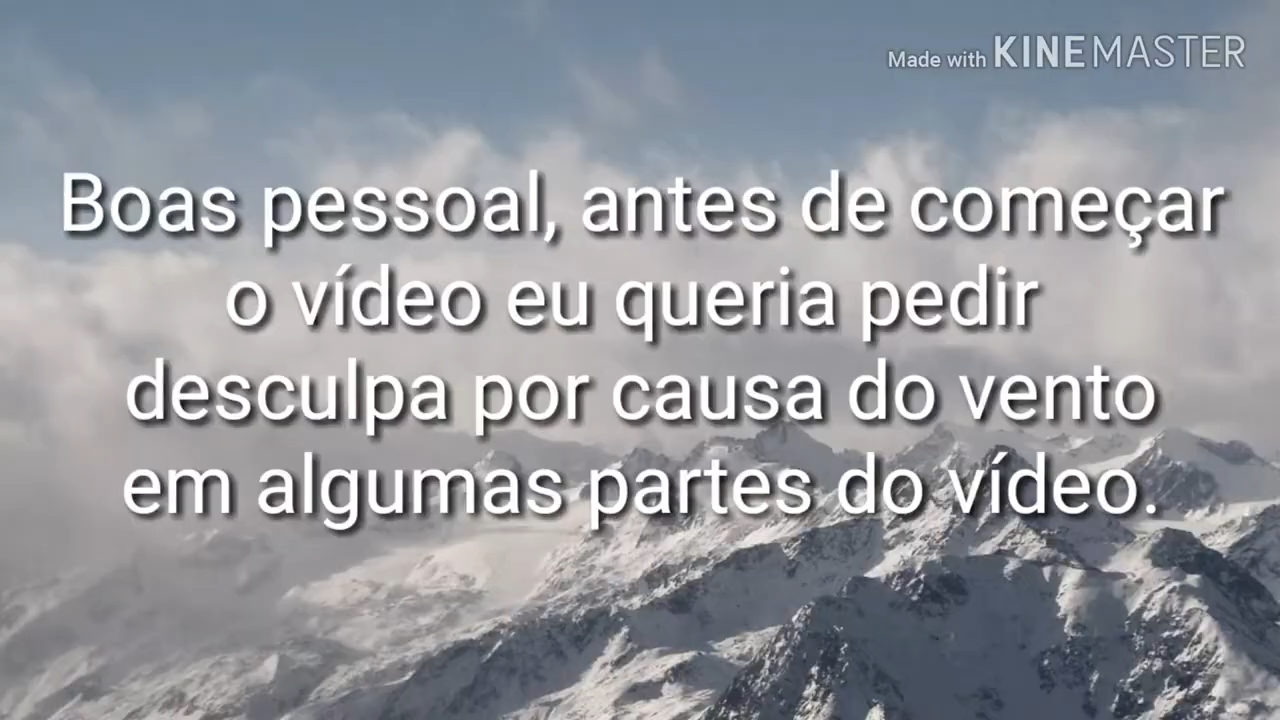 Made with KINEMASTER
Boas pessoal, antes de começar
o vídeo eu queria pedir
desculpa por causa do vento
em algumas partes do vídeo.